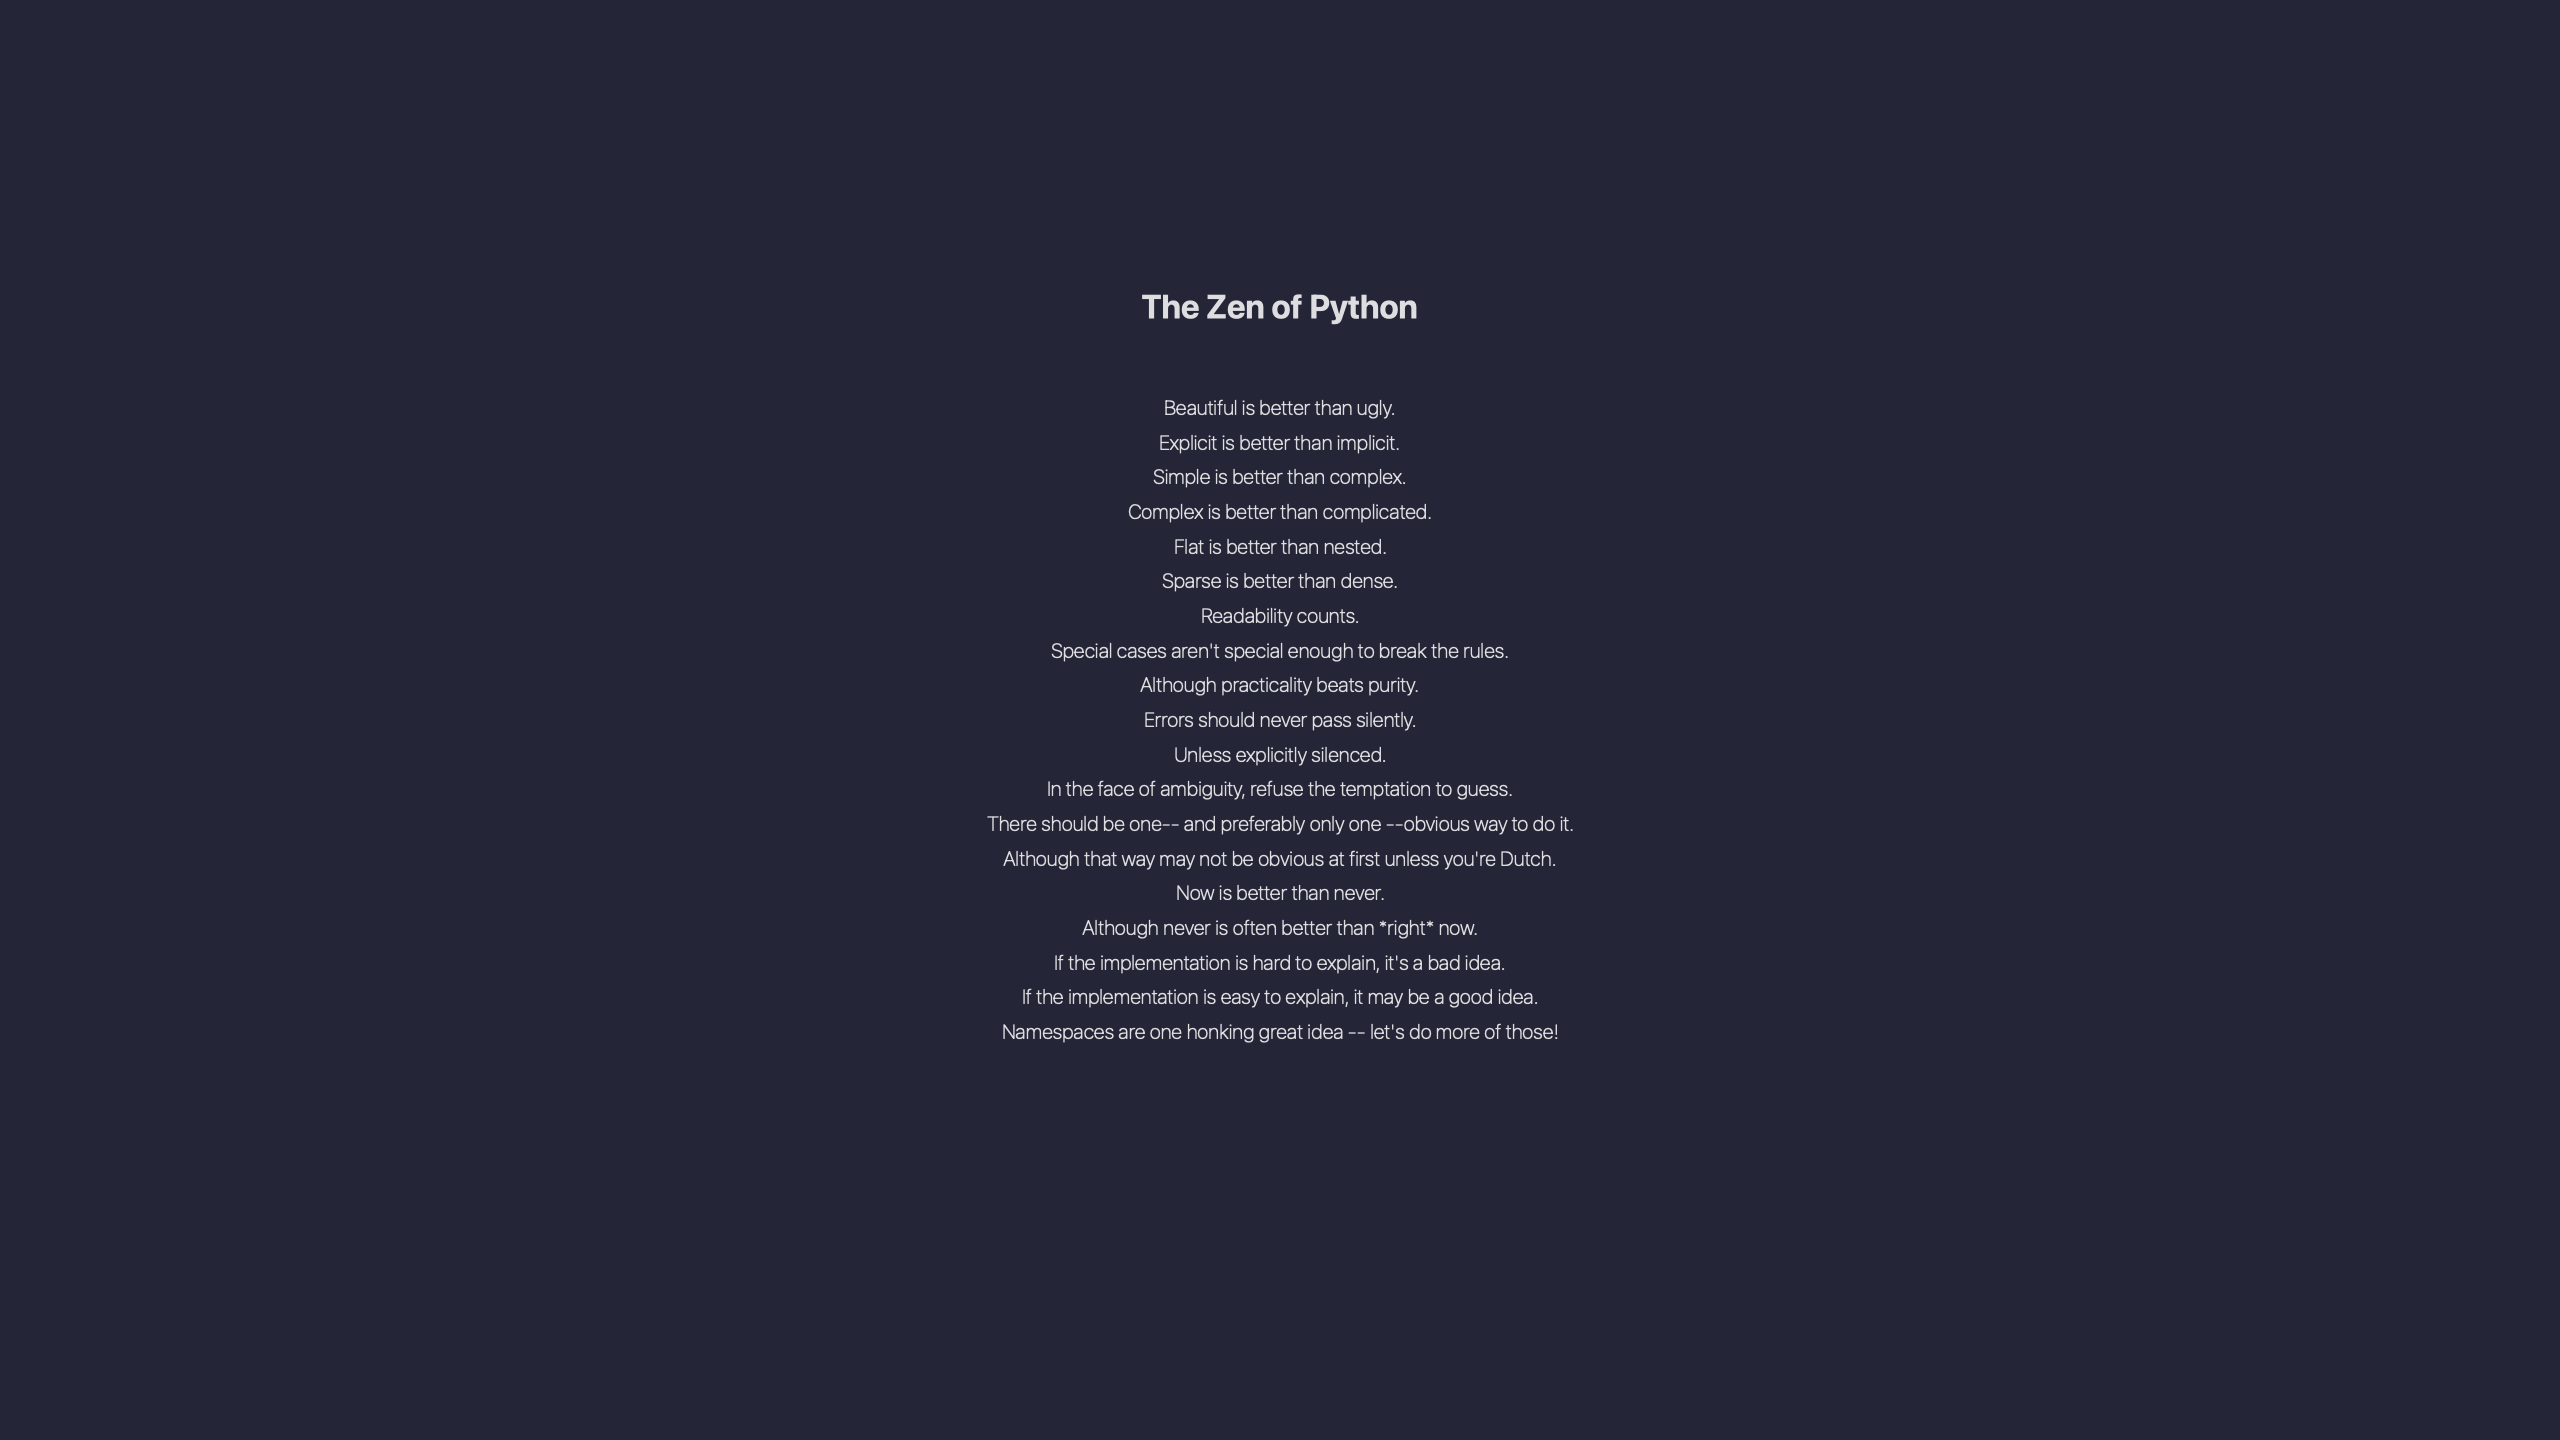 The Zen of Python
Beautiful is better than ugly.
Explicit is better than implicit.
Simple is better than complex.
Complex is better than complicated.
Flat is better than nested.
Sparse is better than dense.
Readability counts.
Special cases aren't special enough to break the rules.
Although practicality beats purity.
Errors should never pass silently.
Unless explicitly silenced.
In the face of ambiguity, refuse the temptation to guess.
There should be one-- and preferably only one --obvious way to do it.
Although that way may not be obvious at first unless you're Dutch.
Now is better than never.
Although never is often better than *right* now.
If the implementation is hard to explain, it's a bad idea.
If the implementation is easy to explain, it may be a good idea.
Namespaces are one honking great idea -- let's do more of those!